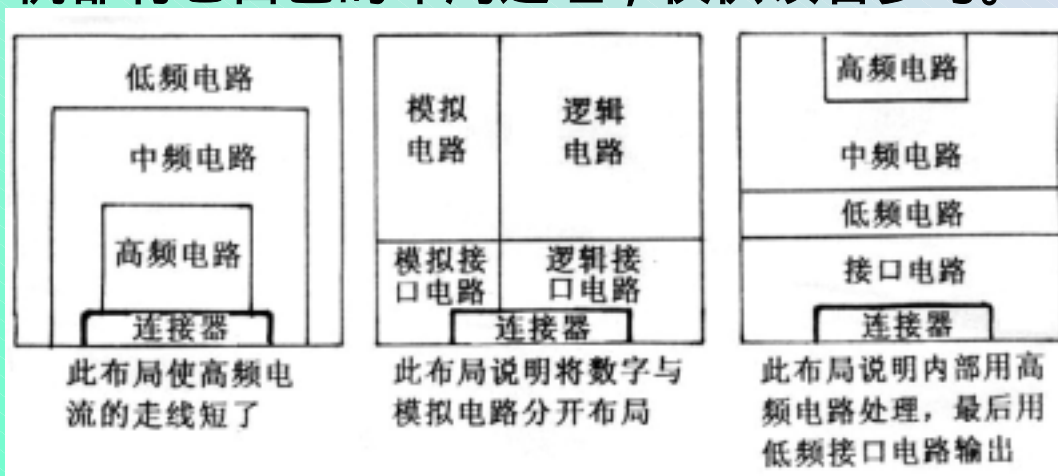 低频电路
中频电路
高频电路
连接器
此布局使高频电
流的走线短了
模拟
电路
逻辑
电路
模拟接
口电路
逻辑接
口电路
连接器
此布局说明将数字与
模拟电路分开布局
高频电路
中频电路
低频电路
接口电路
连接器
此布局说明内部用高
频电路处理，最后用
低频接口电路输出